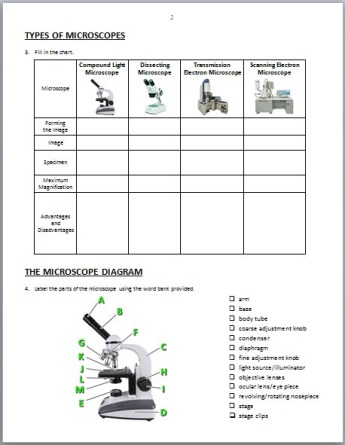 2
TYPES OF MICROSCOPES
3. Fill in the chart.
Microscope
Compound Light
Microscope
Dissecting
Microscope
Transmission
Electron Microscope
Scanning Electron
Microscope
Forming
the Image
Image
Specimen
Maximum
Magnification
Advantages
and
Disadvantages
THE MICROSCOPE DIAGRAM
4. Label the parts of the microscope using the word bank provided.
A
B
F
G
C
K
J
H
L
M
I
E
D
arm
base
body tube
coarse adjustment knob
condenser
diaphragm
fine adjustment knob
light source/illuminator
objective lenses
ocular lens/eye piece
revolving/rotating nosepiece
stage
stage clips